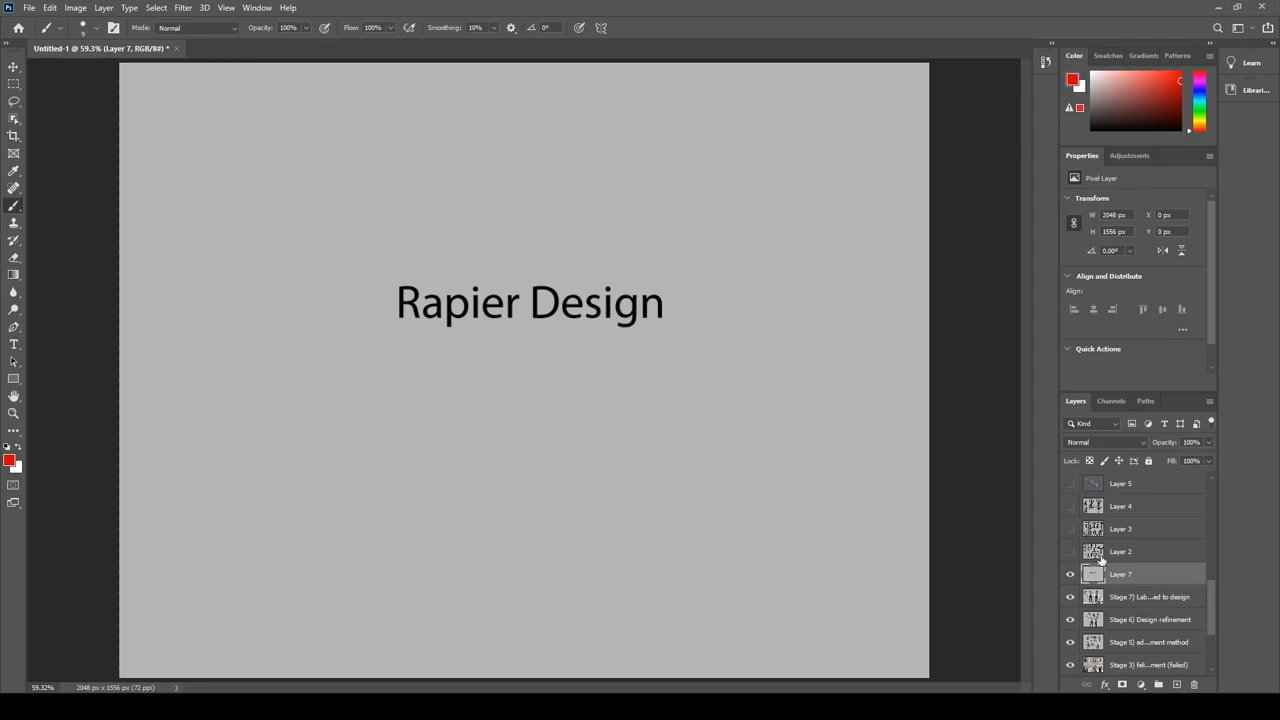 Ps File Edit Image Layer Type Select Filter 3D View Window Help
9 Mode: Normal Opacity: 100% Flow: 100% Smoothing: 10% 0°
Untitled-1 @ 59.3% (Layer 7, RGB/8#) *
Color Swatches Gradients Patterns
Learn
Librari...
Properties Adjustments
Pixel Layer
Transform
W 2048 px X 0 px
H 1556 px Y 0 px
0.00°
Align and Distribute
Align:
Quick Actions
Rapier Design
Layers Channels Paths
Kind
Normal Opacity: 100%
Lock: Fill: 100%
Layer 5
Layer 4
Layer 3
Layer 2
Layer 7
Stage 7) Lab...ed to design
Stage 6) Design refinement
Stage 5) ed...ment method
Stage 3) feli...ment (failed)
59.32% 2048 px x 1556 px (72 ppi)